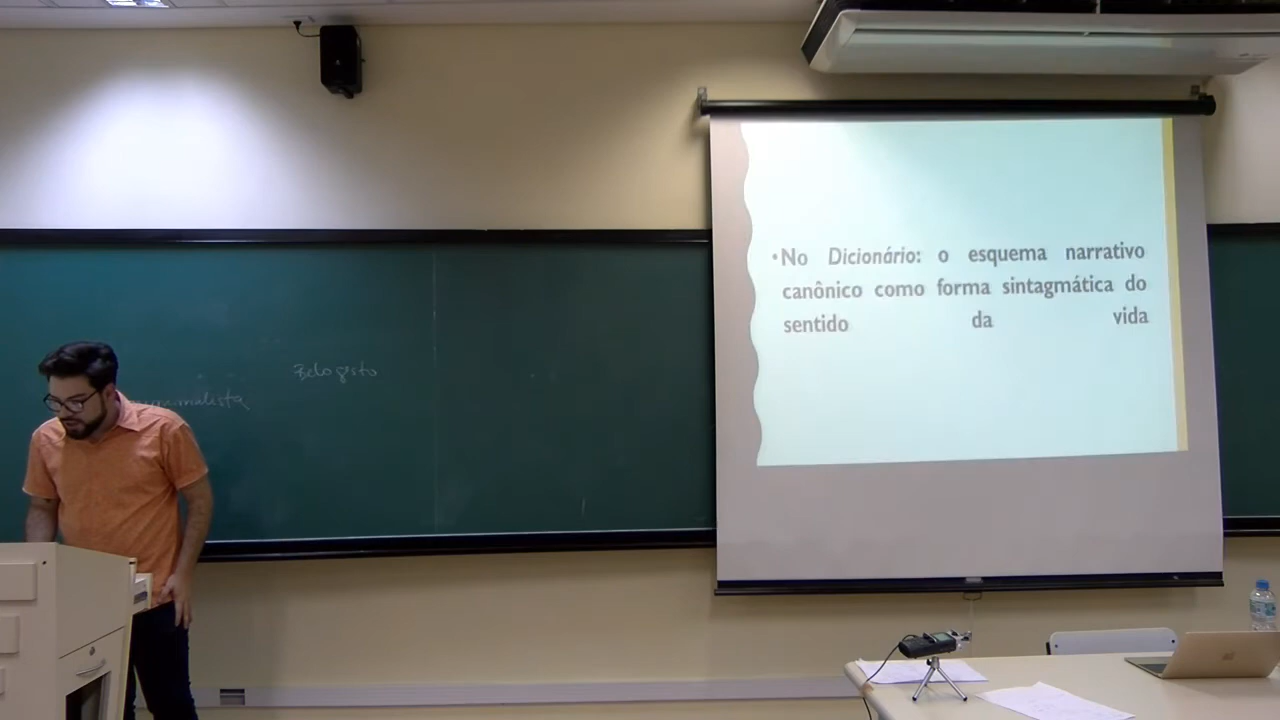 •No Dicionário: o esquema narrativo
canônico como forma sintagmática do
sentido da vida
Belo gesto